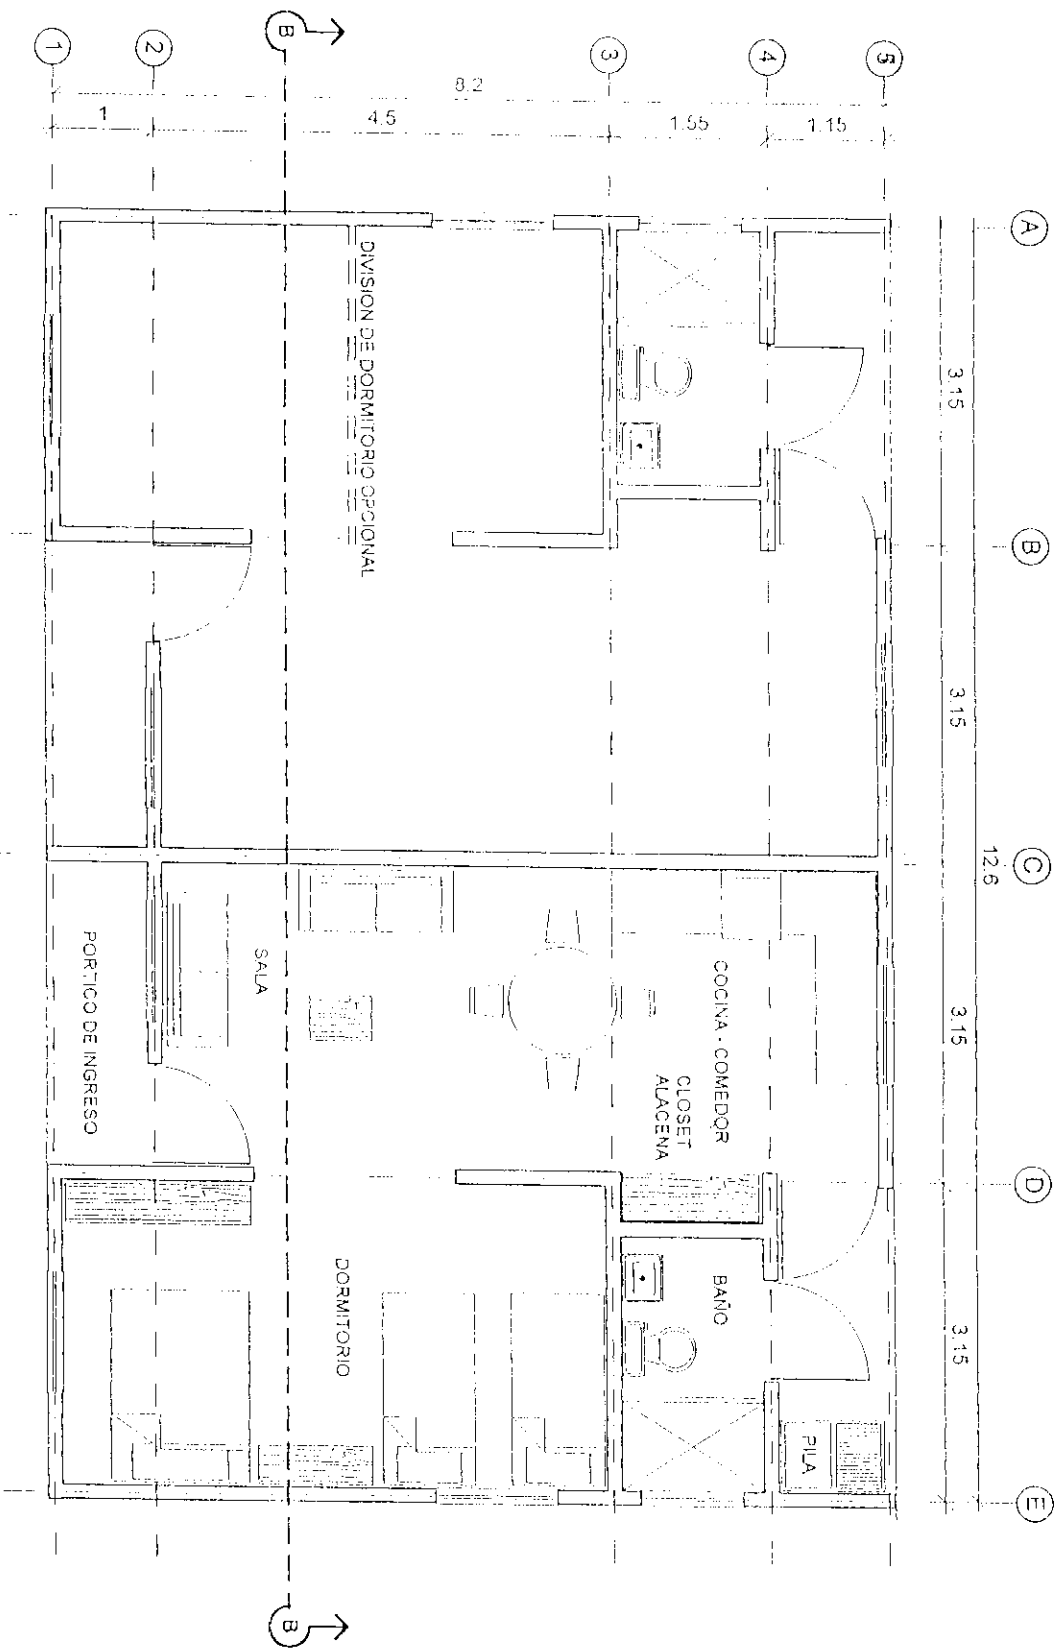 1
2
B
3
4
5
8.2
1
4.5
1.55
1.15
A
B
C
D
E
3.15
3.15
3.15
3.15
12.6
DIVISION DE DORMITORIO OPCIONAL
PORTICO DE INGRESO
SALA
COCINA - COMEDOR
CLOSET
ALACENA
DORMITORIO
BAÑO
PILA
B